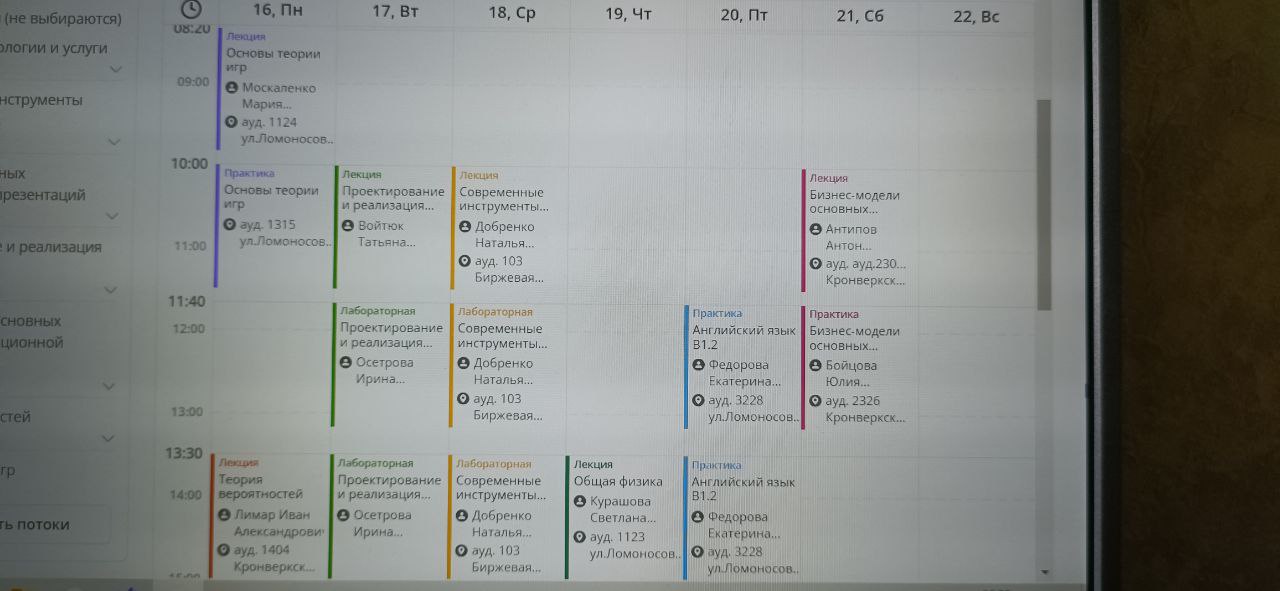 (не выбираются)
ологии и услуги
нструменты
ных
презентаций
е и реализация
сновных
ционной
стей
гр
ть потоки
16, Пн
17, Вт
18, Ср
19, Чт
20, Пт
21, Сб
22, Вс
08:20
Лекция
Основы теории
игр
09:00
Москаленко
Мария...
ауд. 1124
ул.Ломоносов..
10:00
Практика
Основы теории
игр
ауд. 1315
ул.Ломоносов..
11:00
Лекция
Проектирование
и реализация...
Войтюк
Татьяна...
Лекция
Современные
инструменты...
Добренко
Наталья...
ауд. 103
Биржевая...
Лекция
Бизнес-модели
основных...
Антипов
Антон...
ауд. ауд.230...
Кронверкск...
11:40
12:00
13:00
Лабораторная
Проектирование
и реализация...
Осетрова
Ирина...
Лабораторная
Современные
инструменты...
Добренко
Наталья...
ауд. 103
Биржевая...
Практика
Английский язык
B1.2
Федорова
Екатерина...
ауд. 3228
ул.Ломоносов..
Практика
Бизнес-модели
основных...
Бойцова
Юлия...
ауд. 2326
Кронверкск...
13:30
14:00
Лекция
Теория
вероятностей
Лимар Иван
Александрович
ауд. 1404
Кронверкск...
Лабораторная
Проектирование
и реализация...
Осетрова
Ирина...
Лабораторная
Современные
инструменты...
Добренко
Наталья...
ауд. 103
Биржевая...
Лекция
Общая физика
Курашова
Светлана...
ауд. 1123
ул.Ломоносов..
Практика
Английский язык
B1.2
Федорова
Екатерина...
ауд. 3228
ул.Ломоносов..